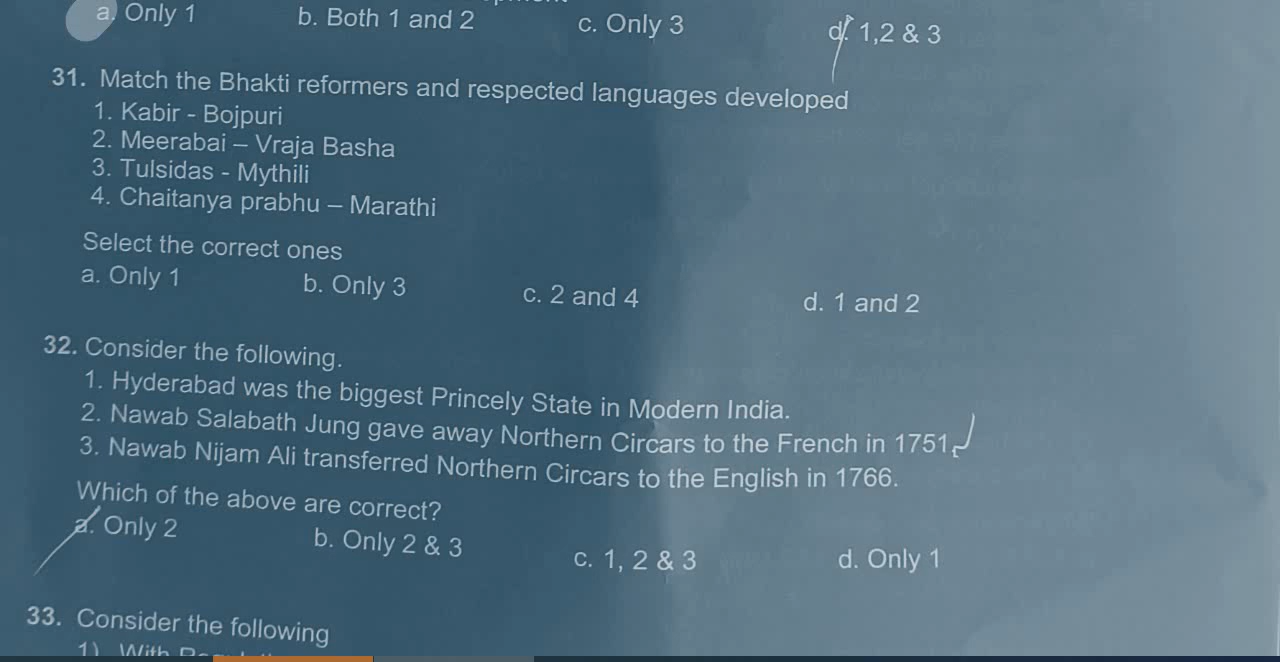 a. Only 1 b. Both 1 and 2 c. Only 3 d. 1,2 & 3
31. Match the Bhakti reformers and respected languages developed
1. Kabir - Bojpuri
2. Meerabai – Vraja Basha
3. Tulsidas - Mythili
4. Chaitanya prabhu – Marathi
Select the correct ones
a. Only 1 b. Only 3 c. 2 and 4 d. 1 and 2
32. Consider the following.
1. Hyderabad was the biggest Princely State in Modern India.
2. Nawab Salabath Jung gave away Northern Circars to the French in 1751.
3. Nawab Nijam Ali transferred Northern Circars to the English in 1766.
Which of the above are correct?
a. Only 2 b. Only 2 & 3 c. 1, 2 & 3 d. Only 1
33. Consider the following
1) With